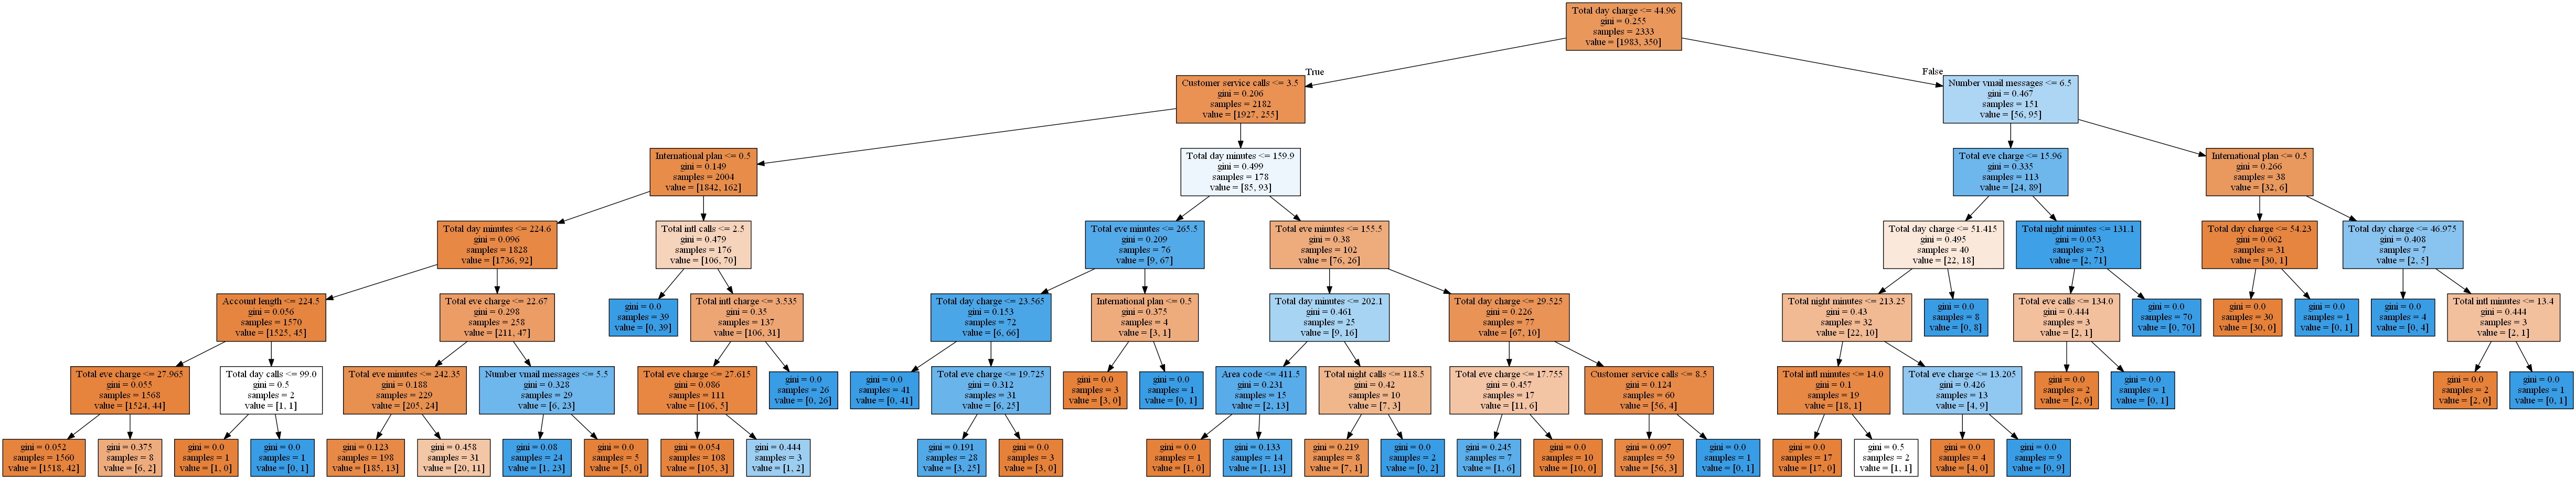 Total day charge <= 44.96
gini = 0.255
samples = 2333
value = [1983, 350]
True
False
Customer service calls <= 3.5
gini = 0.206
samples = 2182
value = [1927, 255]
Number vmail messages <= 6.5
gini = 0.467
samples = 151
value = [56, 95]
International plan <= 0.5
gini = 0.149
samples = 2004
value = [1842, 162]
Total day minutes <= 159.9
gini = 0.499
samples = 178
value = [85, 93]
Total eve charge <= 15.96
gini = 0.335
samples = 113
value = [24, 89]
International plan <= 0.5
gini = 0.266
samples = 38
value = [32, 6]
Total day minutes <= 224.6
gini = 0.096
samples = 1828
value = [1736, 92]
Total intl calls <= 2.5
gini = 0.479
samples = 176
value = [106, 70]
Total eve minutes <= 265.5
gini = 0.209
samples = 76
value = [9, 67]
Total eve minutes <= 155.5
gini = 0.38
samples = 102
value = [76, 26]
Total day charge <= 51.415
gini = 0.495
samples = 40
value = [22, 18]
Total night minutes <= 131.1
gini = 0.053
samples = 73
value = [2, 71]
Total day charge <= 54.23
gini = 0.062
samples = 31
value = [30, 1]
Total day charge <= 46.975
gini = 0.408
samples = 7
value = [2, 5]
Account length <= 224.5
gini = 0.056
samples = 1570
value = [1525, 45]
Total eve charge <= 22.67
gini = 0.298
samples = 258
value = [211, 47]
gini = 0.0
samples = 39
value = [0, 39]
Total intl charge <= 3.535
gini = 0.35
samples = 137
value = [106, 31]
Total day charge <= 23.565
gini = 0.153
samples = 72
value = [6, 66]
International plan <= 0.5
gini = 0.375
samples = 4
value = [3, 1]
Total day minutes <= 202.1
gini = 0.461
samples = 25
value = [9, 16]
Total day charge <= 29.525
gini = 0.226
samples = 77
value = [67, 10]
Total night minutes <= 213.25
gini = 0.43
samples = 32
value = [22, 10]
gini = 0.0
samples = 8
value = [0, 8]
Total eve calls <= 134.0
gini = 0.444
samples = 3
value = [2, 1]
gini = 0.0
samples = 70
value = [0, 70]
gini = 0.0
samples = 30
value = [30, 0]
gini = 0.0
samples = 1
value = [0, 1]
gini = 0.0
samples = 4
value = [0, 4]
Total intl minutes <= 13.4
gini = 0.444
samples = 3
value = [2, 1]
Total eve charge <= 27.965
gini = 0.055
samples = 1568
value = [1524, 44]
Total day calls <= 99.0
gini = 0.5
samples = 2
value = [1, 1]
Total eve minutes <= 242.35
gini = 0.188
samples = 229
value = [205, 24]
Number vmail messages <= 5.5
gini = 0.328
samples = 29
value = [6, 23]
Total eve charge <= 27.615
gini = 0.086
samples = 111
value = [106, 5]
gini = 0.0
samples = 26
value = [0, 26]
gini = 0.0
samples = 41
value = [0, 41]
Total eve charge <= 19.725
gini = 0.312
samples = 31
value = [6, 25]
gini = 0.0
samples = 3
value = [3, 0]
gini = 0.0
samples = 1
value = [0, 1]
Area code <= 411.5
gini = 0.231
samples = 15
value = [2, 13]
Total night calls <= 118.5
gini = 0.42
samples = 10
value = [7, 3]
Total eve charge <= 17.755
gini = 0.457
samples = 17
value = [11, 6]
Customer service calls <= 8.5
gini = 0.124
samples = 60
value = [56, 4]
Total intl minutes <= 14.0
gini = 0.1
samples = 19
value = [18, 1]
Total eve charge <= 13.205
gini = 0.426
samples = 13
value = [4, 9]
gini = 0.0
samples = 2
value = [2, 0]
gini = 0.0
samples = 1
value = [0, 1]
gini = 0.0
samples = 2
value = [2, 0]
gini = 0.0
samples = 1
value = [0, 1]
gini = 0.052
samples = 1560
value = [1518, 42]
gini = 0.375
samples = 8
value = [6, 2]
gini = 0.0
samples = 1
value = [1, 0]
gini = 0.0
samples = 1
value = [0, 1]
gini = 0.123
samples = 198
value = [185, 13]
gini = 0.458
samples = 31
value = [20, 11]
gini = 0.08
samples = 24
value = [1, 23]
gini = 0.0
samples = 5
value = [5, 0]
gini = 0.054
samples = 108
value = [105, 3]
gini = 0.444
samples = 3
value = [1, 2]
gini = 0.191
samples = 28
value = [3, 25]
gini = 0.0
samples = 3
value = [3, 0]
gini = 0.0
samples = 1
value = [1, 0]
gini = 0.133
samples = 14
value = [1, 13]
gini = 0.219
samples = 8
value = [7, 1]
gini = 0.0
samples = 2
value = [0, 2]
gini = 0.245
samples = 7
value = [1, 6]
gini = 0.0
samples = 10
value = [10, 0]
gini = 0.097
samples = 59
value = [56, 3]
gini = 0.0
samples = 1
value = [0, 1]
gini = 0.0
samples = 17
value = [17, 0]
gini = 0.5
samples = 2
value = [1, 1]
gini = 0.0
samples = 4
value = [4, 0]
gini = 0.0
samples = 9
value = [0, 9]